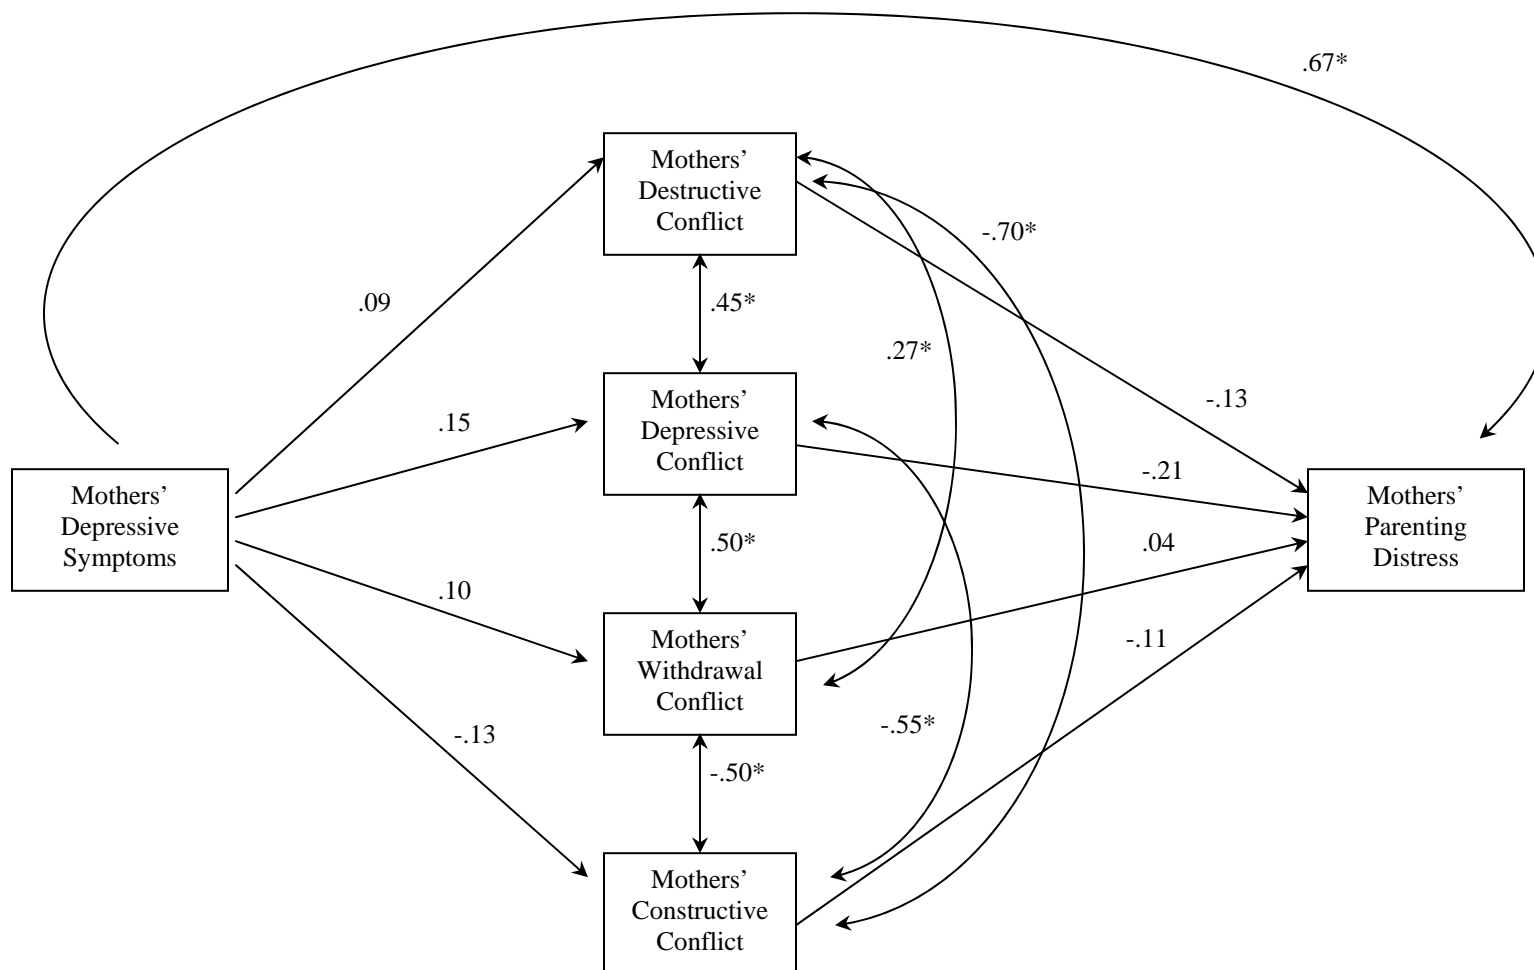 .67*
Mothers’
Destructive
Conflict
-.70*
.09
.45*
.27*
Mothers’
Depressive
Conflict
-.13
.15
-.21
Mothers’
Depressive
Symptoms
Mothers’
Parenting
Distress
.50*
.04
.10
Mothers’
Withdrawal
Conflict
-.11
-.13
-.55*
-.50*
Mothers’
Constructive
Conflict